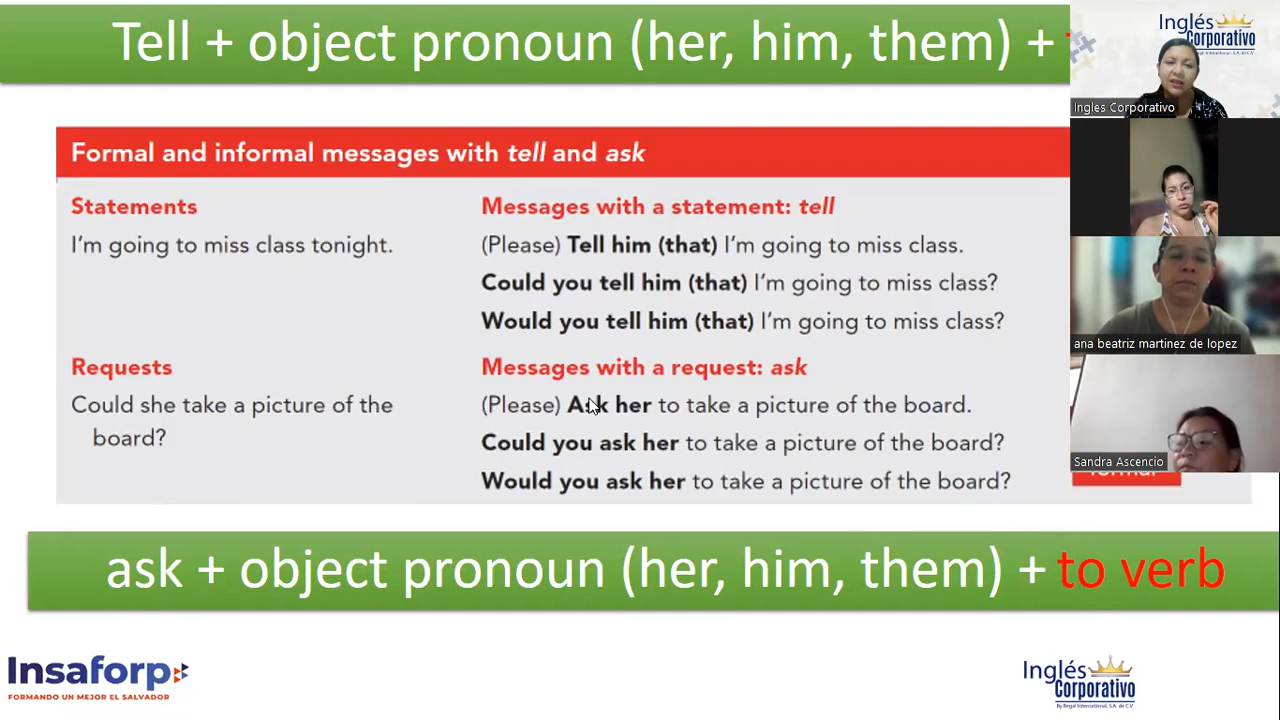 Tell + object pronoun (her, him, them) +
Formal and informal messages with tell and ask
Statements
I'm going to miss class tonight.
Messages with a statement: tell
(Please) Tell him (that) I'm going to miss class.
Could you tell him (that) I'm going to miss class?
Would you tell him (that) I'm going to miss class?
Requests
Could she take a picture of the
board?
Messages with a request: ask
(Please) Ask her to take a picture of the board.
Could you ask her to take a picture of the board?
Would you ask her to take a picture of the board?
ask + object pronoun (her, him, them) + to verb
Insaforp
FORMANDO UN MEJOR EL SALVADOR
Inglés
Corporativo
By Regal International, S.A. de C.V.
Inglés
Corporativo
Ingles Corporativo
ana beatriz martinez de lopez
Sandra Ascencio